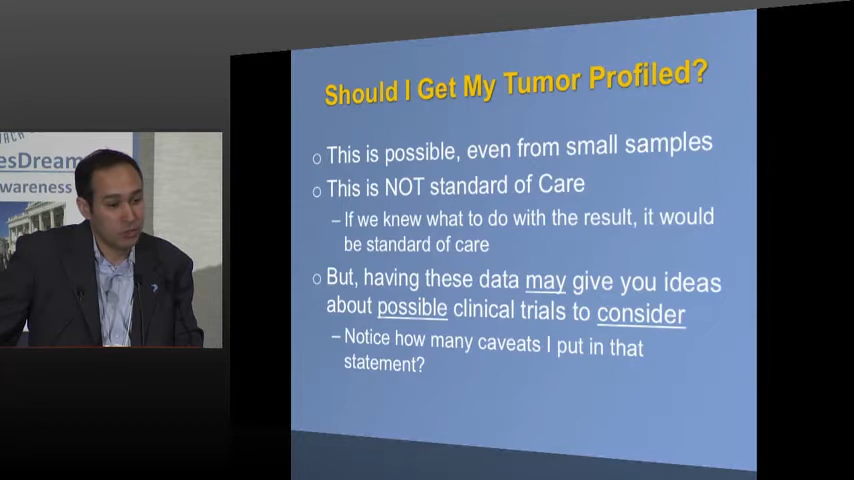 esDream
wareness
Should I Get My Tumor Profiled?
This is possible, even from small samples
This is NOT standard of Care
– If we knew what to do with the result, it would
be standard of care
But, having these data may give you ideas
about possible clinical trials to consider
– Notice how many caveats I put in that
statement?